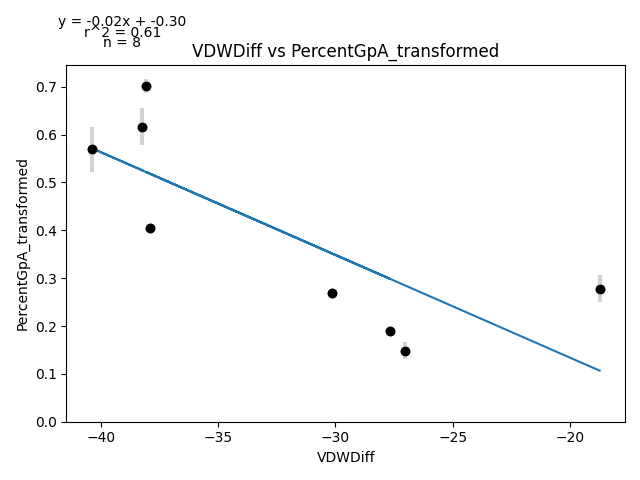 y = -0.02x + -0.30
r^2 = 0.61
n = 8
VDWDiff vs PercentGpA_transformed
PercentGpA_transformed
0.7
0.6
0.5
0.4
0.3
0.2
0.1
0.0
−40
−35
−30
−25
−20
VDWDiff